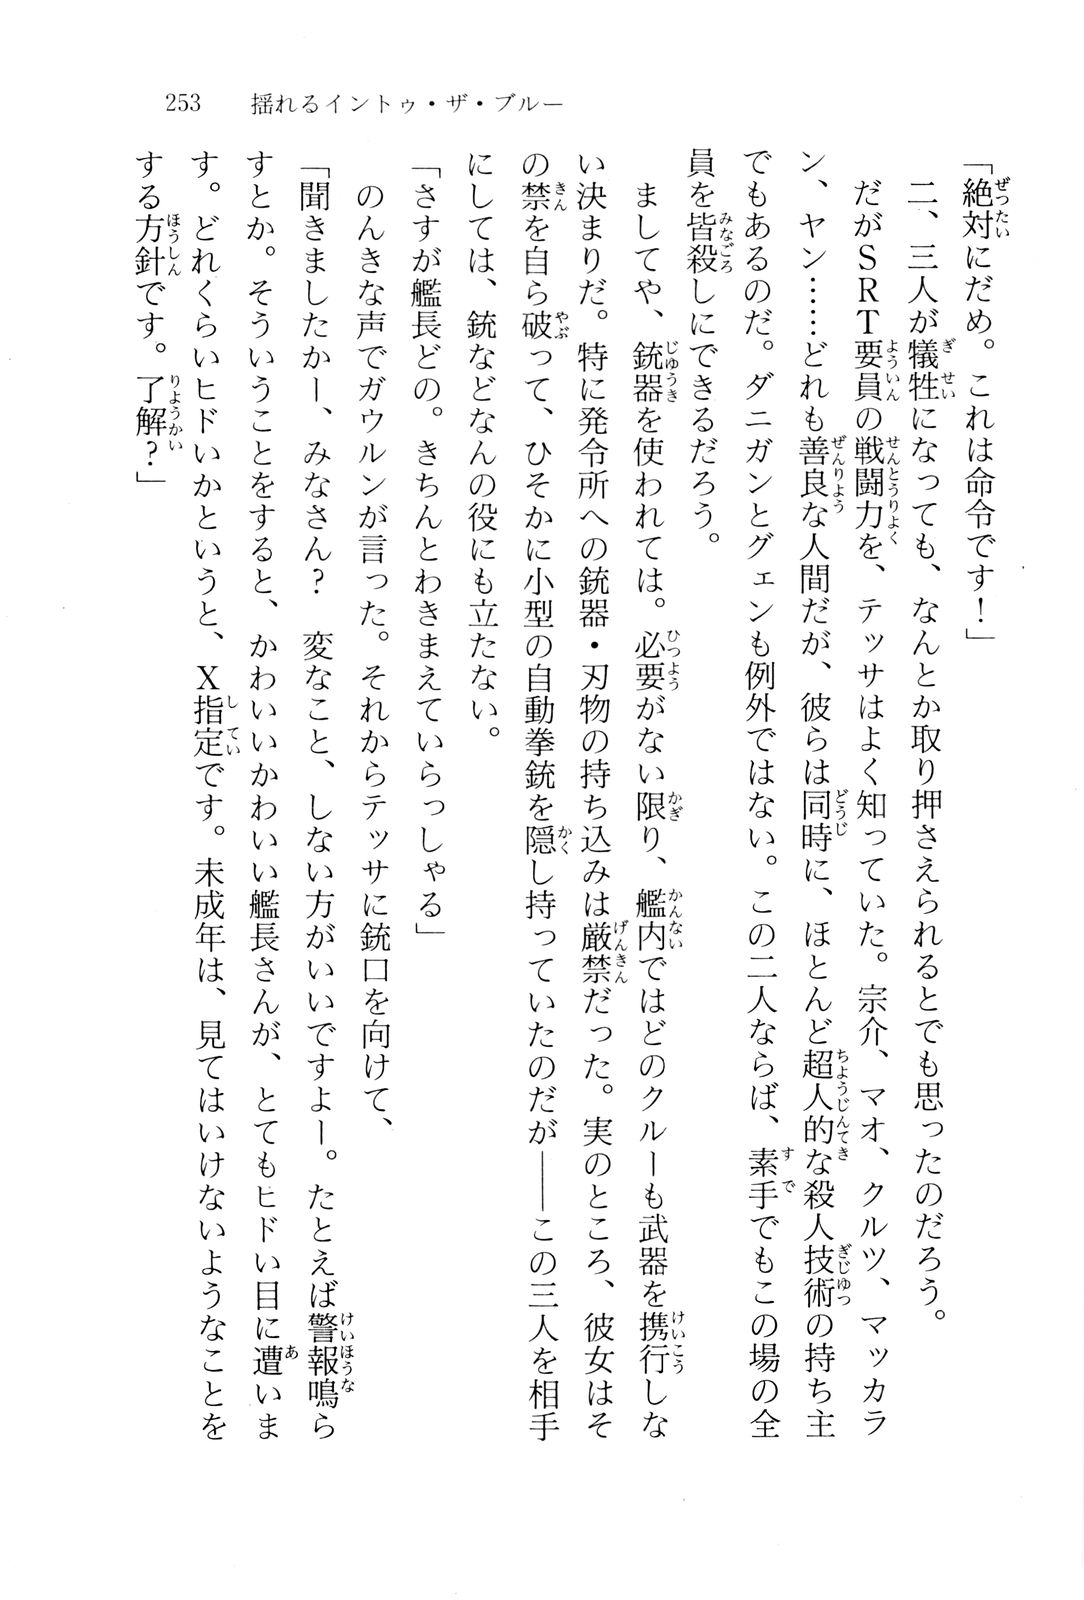 253　揺れるイントゥ・ザ・ブルー
「絶対にだめ。これは命令です！」
　二、三人が犠牲になっても、なんとか取り押さえられるとでも思ったのだろう。
　だがＳＲＴ要員の戦闘力を、テッサはよく知っていた。宗介、マオ、クルツ、マッカラ
ン、ヤン……どれも善良な人間だが、彼らは同時に、ほとんど超人的な殺人技術の持ち主
でもあるのだ。ダニガンとグェンも例外ではない。この二人ならば、素手でもこの場の全
員を皆殺しにできるだろう。
　ましてや、銃器を使われては。必要がない限り、艦内ではどのクルーも武器を携行しな
い決まりだ。特に発令所への銃器・刃物の持ち込みは厳禁だった。実のところ、彼女はそ
の禁を自ら破って、ひそかに小型の自動拳銃を隠し持っていたのだが――この三人を相手
にしては、銃などなんの役にも立たない。
「さすが艦長どの。きちんとわきまえていらっしゃる」
　のんきな声でガウルンが言った。それからテッサに銃口を向けて、
「聞きましたかー、みなさん？　変なこと、しない方がいいですよー。たとえば警報鳴ら
すとか。そういうことをすると、かわいいかわいい艦長さんが、とてもヒドい目に遭いま
す。どれくらいヒドいかというと、Ｘ指定です。未成年は、見てはいけないようなことを
する方針です。了解？」